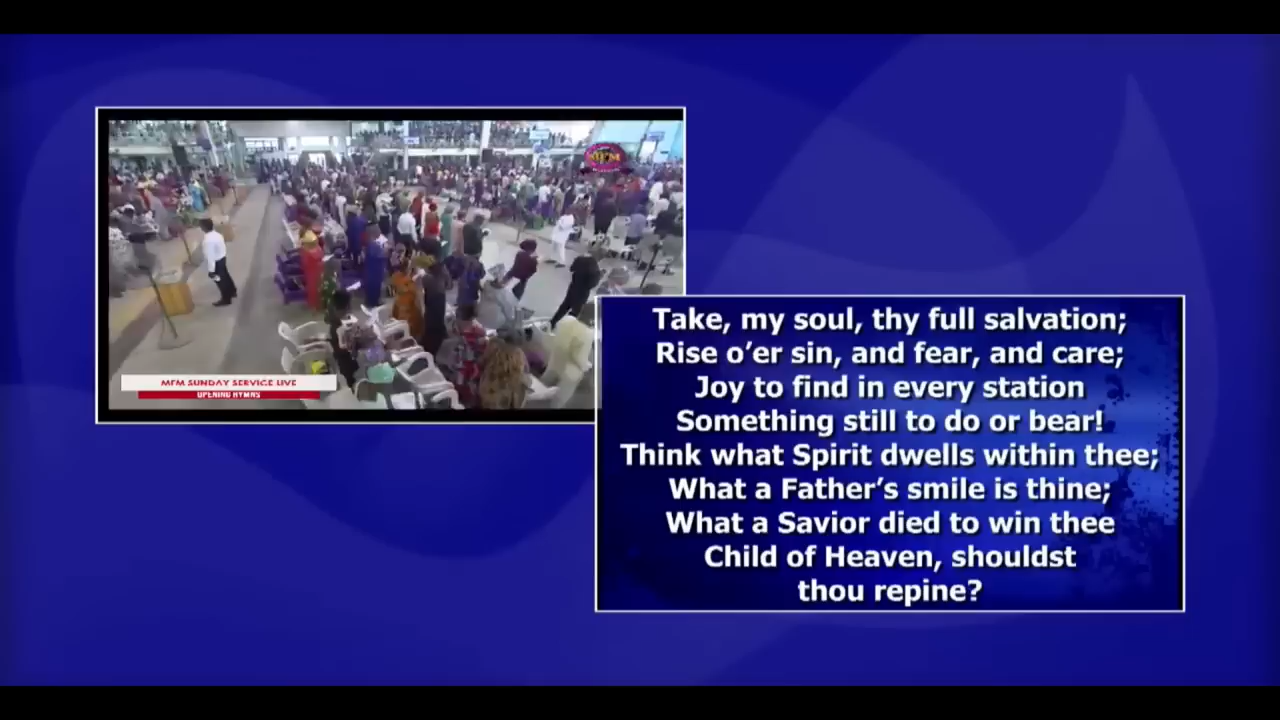 MFM
MFM SUNDAY SERVICE LIVE
OPENING HYMNS
Take, my soul, thy full salvation;
Rise o’er sin, and fear, and care;
Joy to find in every station
Something still to do or bear!
Think what Spirit dwells within thee;
What a Father’s smile is thine;
What a Savior died to win thee
Child of Heaven, shouldst
thou repine?